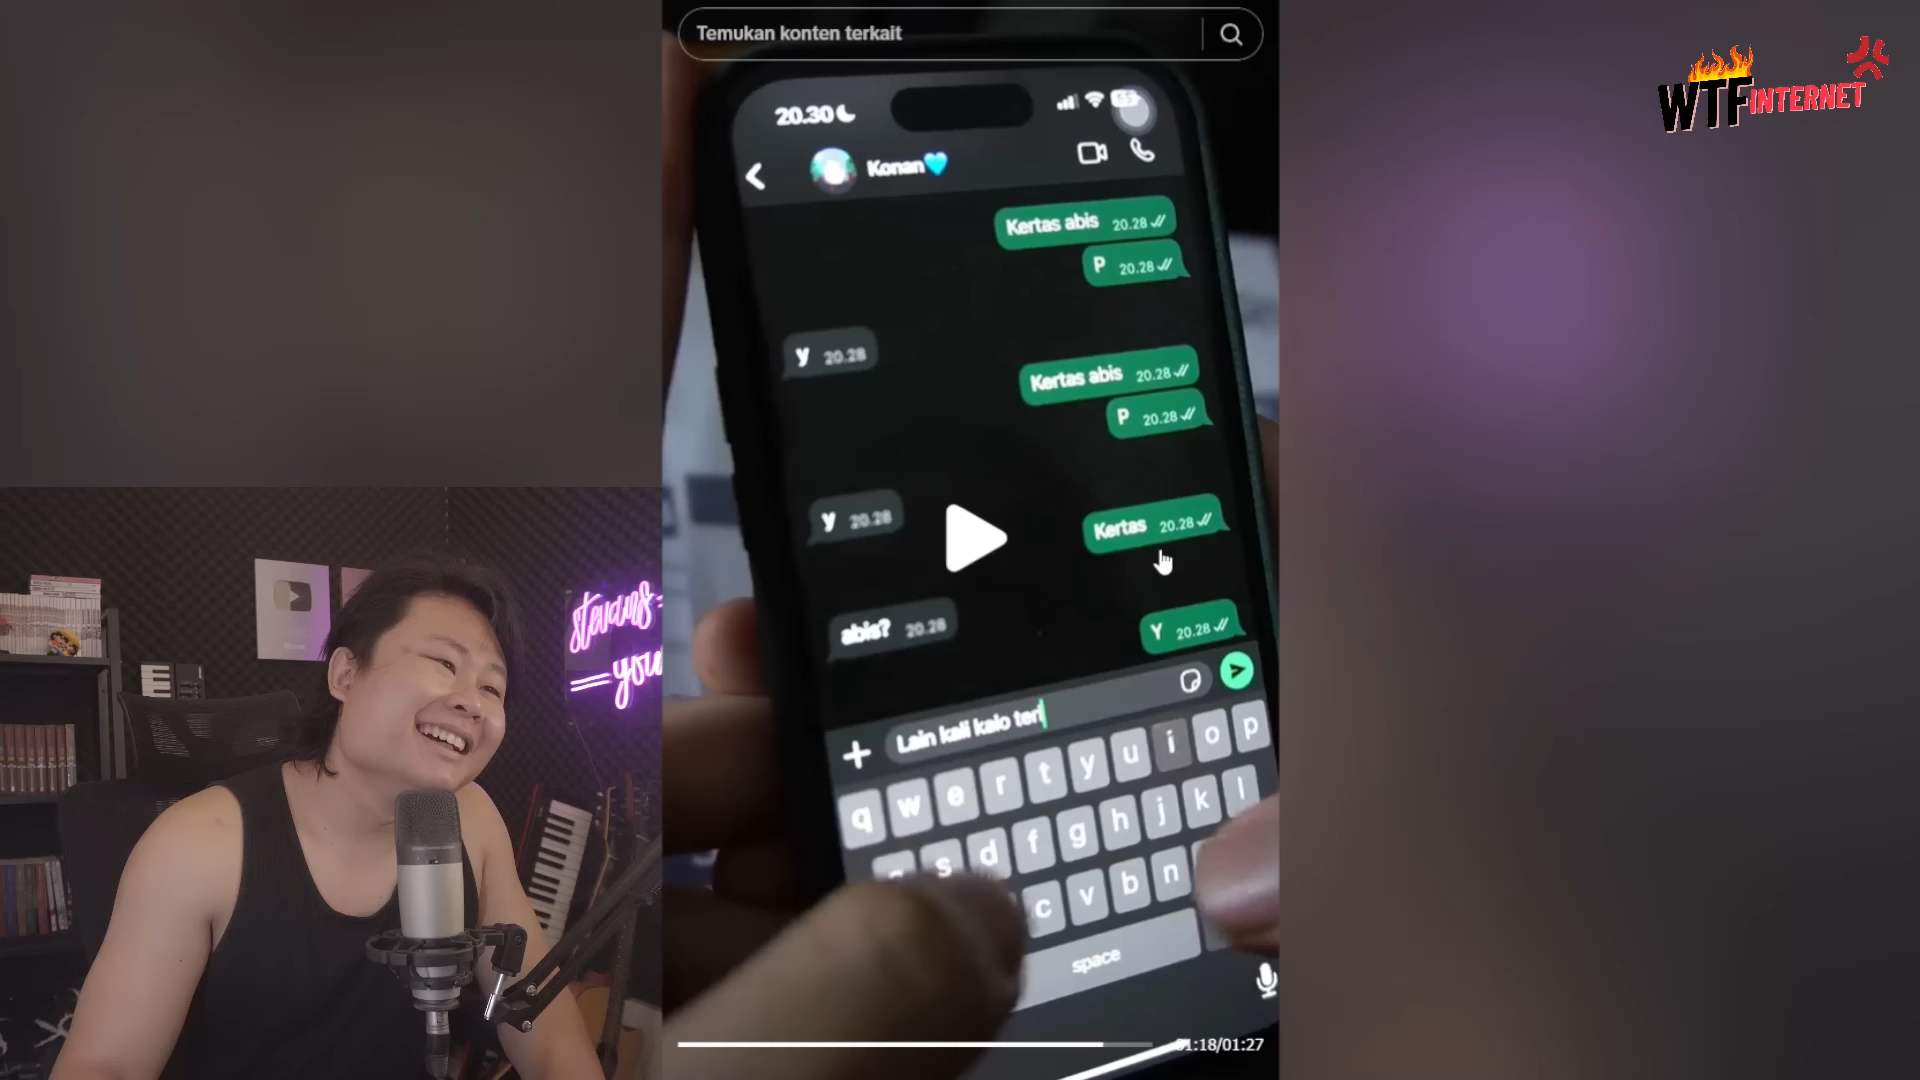 Temukan konten terkait
WTF INTERNET
20.30
Konan
Kertas abis 20.28
P 20.28
y 20.28
Kertas abis 20.28
P 20.28
y 20.28
Kertas 20.28
abis? 20.28
Y 20.28
Lain kali kalo teri
q w e r t y u i o p
s d f g h j k l
c v b n
space
01:18/01:27